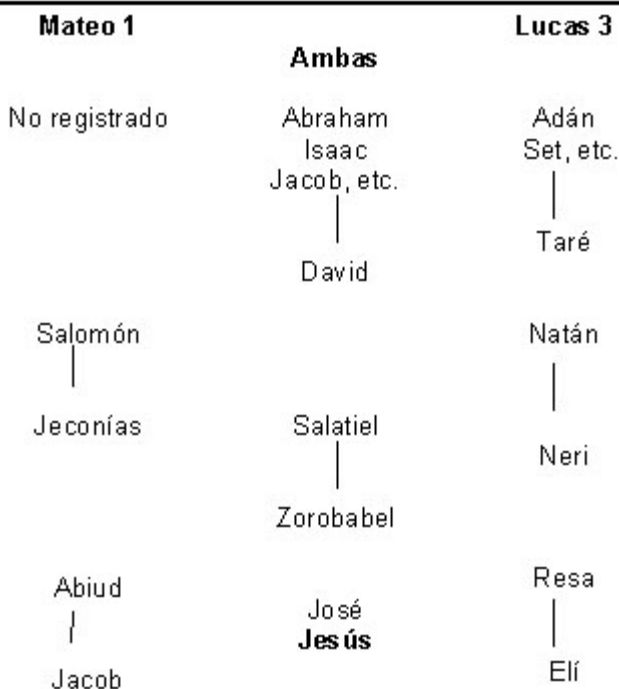 Mateo 1
Lucas 3
Ambas
No registrado
Abraham
Adán
Isaac
Set, etc.
Jacob, etc.
Taré
David
Salomón
Natán
Jeconías
Salatiel
Neri
Zorobabel
Abiud
Resa
José
Jesús
Jacob
Elí